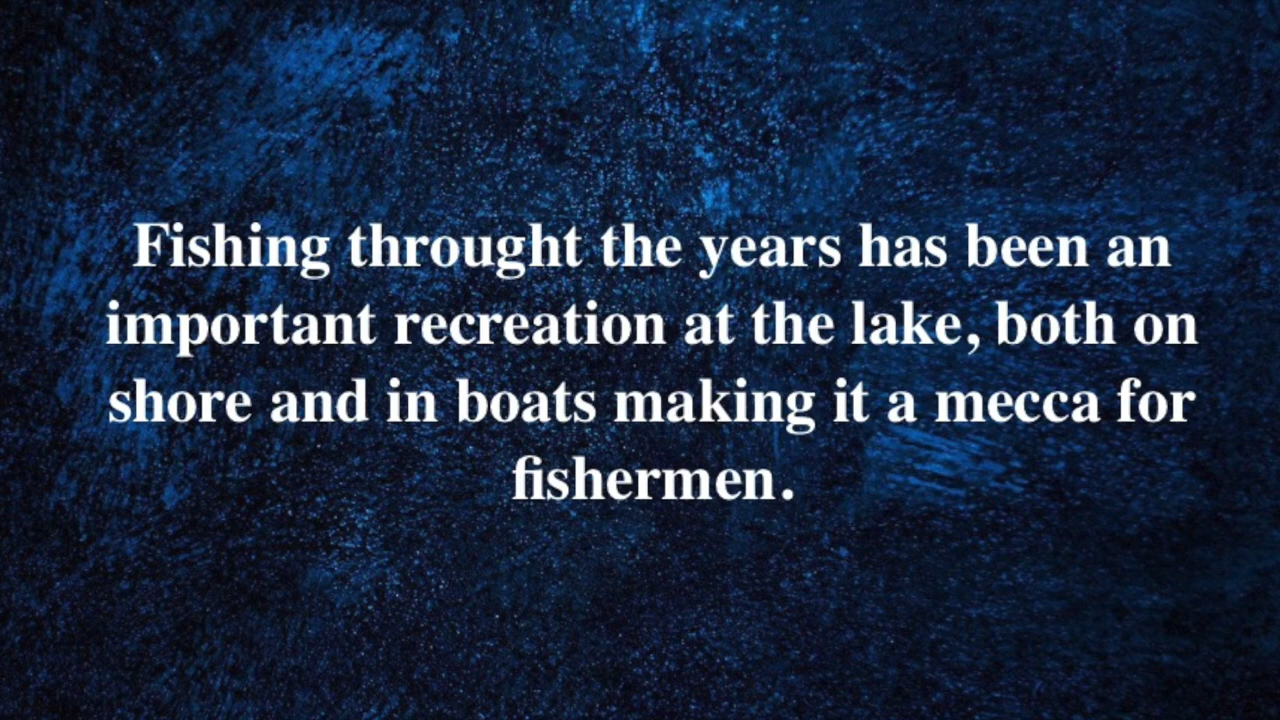 Fishing throught the years has been an
important recreation at the lake, both on
shore and in boats making it a mecca for
fishermen.